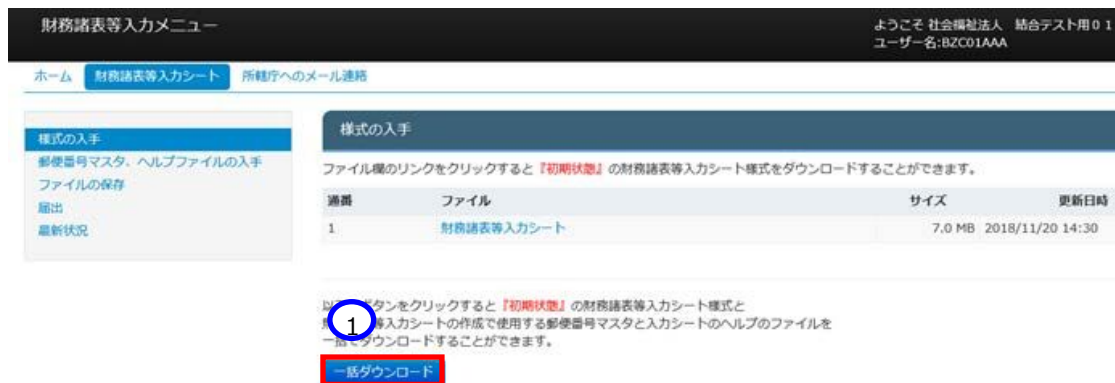 財務諸表等入力メニュー
ようこそ 社会福祉法人 結合テスト用01
ユーザー名:BZC01AAA
ホーム 財務諸表等入力シート 所轄庁へのメール連絡
様式の入手
郵便番号マスタ、ヘルプファイルの入手
ファイルの保存
届出
最新状況
様式の入手
ファイル欄のリンクをクリックすると『初期状態』の財務諸表等入力シート様式をダウンロードすることができます。
通番 ファイル サイズ 更新日時
1 財務諸表等入力シート 7.0 MB 2018/11/20 14:30
以 タンをクリックすると『初期状態』の財務諸表等入力シート様式と
1 等入力シートの作成で使用する郵便番号マスタと入力シートのヘルプのファイルを
一括でダウンロードすることができます。
一括ダウンロード